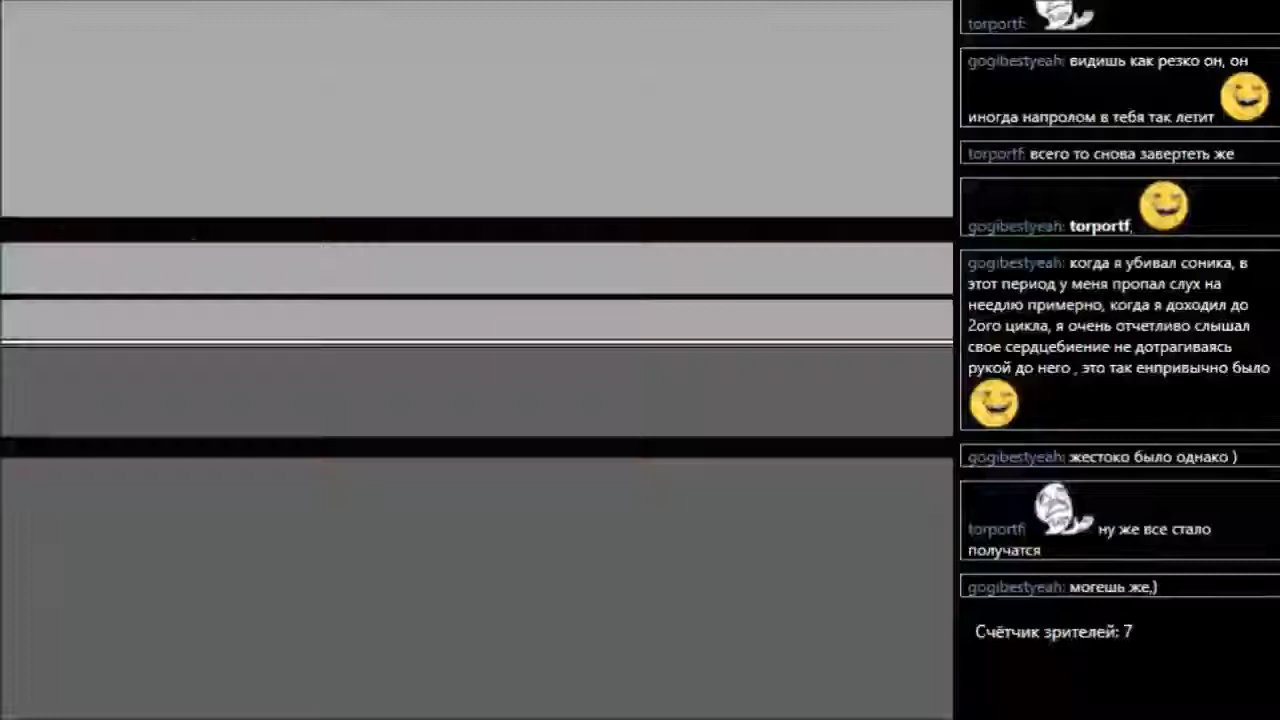 torportf:
gogibestyeah: видишь как резко он, он
иногда напролом в тебя так летит
torportf: всего то снова завертеть же
gogibestyeah: torportf,
gogibestyeah: когда я убивал соника, в
этот период у меня пропал слух на
неедлю примерно, когда я доходил до
2ого цикла, я очень отчетливо слышал
свое сердцебиение не дотрагиваясь
рукой до него , это так енпривычно было
gogibestyeah: жестоко было однако )
torportf: ну же все стало
получатся
gogibestyeah: могешь же,)
Счётчик зрителей: 7